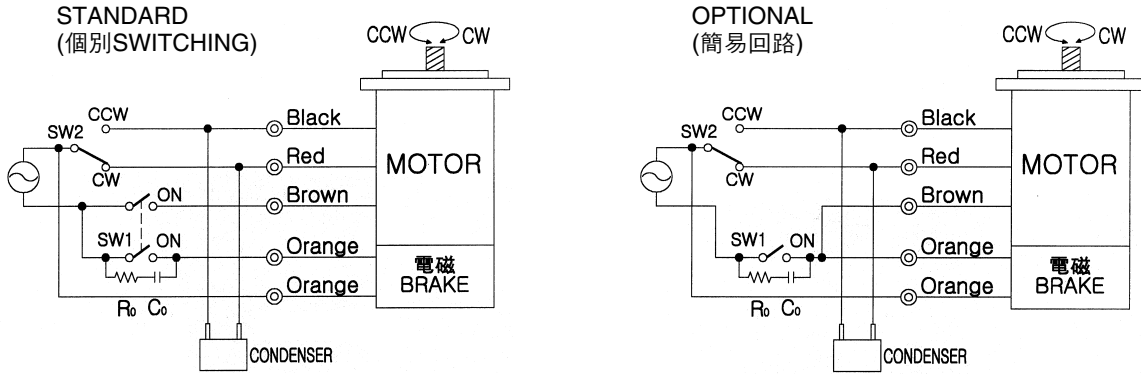 STANDARD
(個別SWITCHING)
CCW CW
CCW
SW2
CW
Black
Red
MOTOR
ON
Brown
SW1 ON
Orange
電磁
BRAKE
Orange
R₀ C₀
CONDENSER
OPTIONAL
(簡易回路)
CCW CW
CCW
SW2
CW
Black
Red
MOTOR
Brown
SW1 ON
Orange
電磁
BRAKE
Orange
R₀ C₀
CONDENSER